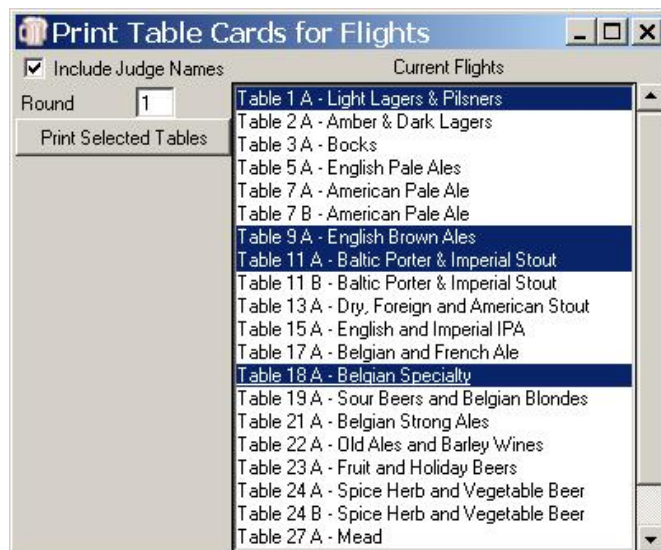 Print Table Cards for Flights
Include Judge Names
Current Flights
Round 1
Print Selected Tables
Table 1 A - Light Lagers & Pilsners
Table 2 A - Amber & Dark Lagers
Table 3 A - Bocks
Table 5 A - English Pale Ales
Table 7 A - American Pale Ale
Table 7 B - American Pale Ale
Table 9 A - English Brown Ales
Table 11 A - Baltic Porter & Imperial Stout
Table 11 B - Baltic Porter & Imperial Stout
Table 13 A - Dry, Foreign and American Stout
Table 15 A - English and Imperial IPA
Table 17 A - Belgian and French Ale
Table 18 A - Belgian Specialty
Table 19 A - Sour Beers and Belgian Blondes
Table 21 A - Belgian Strong Ales
Table 22 A - Old Ales and Barley Wines
Table 23 A - Fruit and Holiday Beers
Table 24 A - Spice Herb and Vegetable Beer
Table 24 B - Spice Herb and Vegetable Beer
Table 27 A - Mead